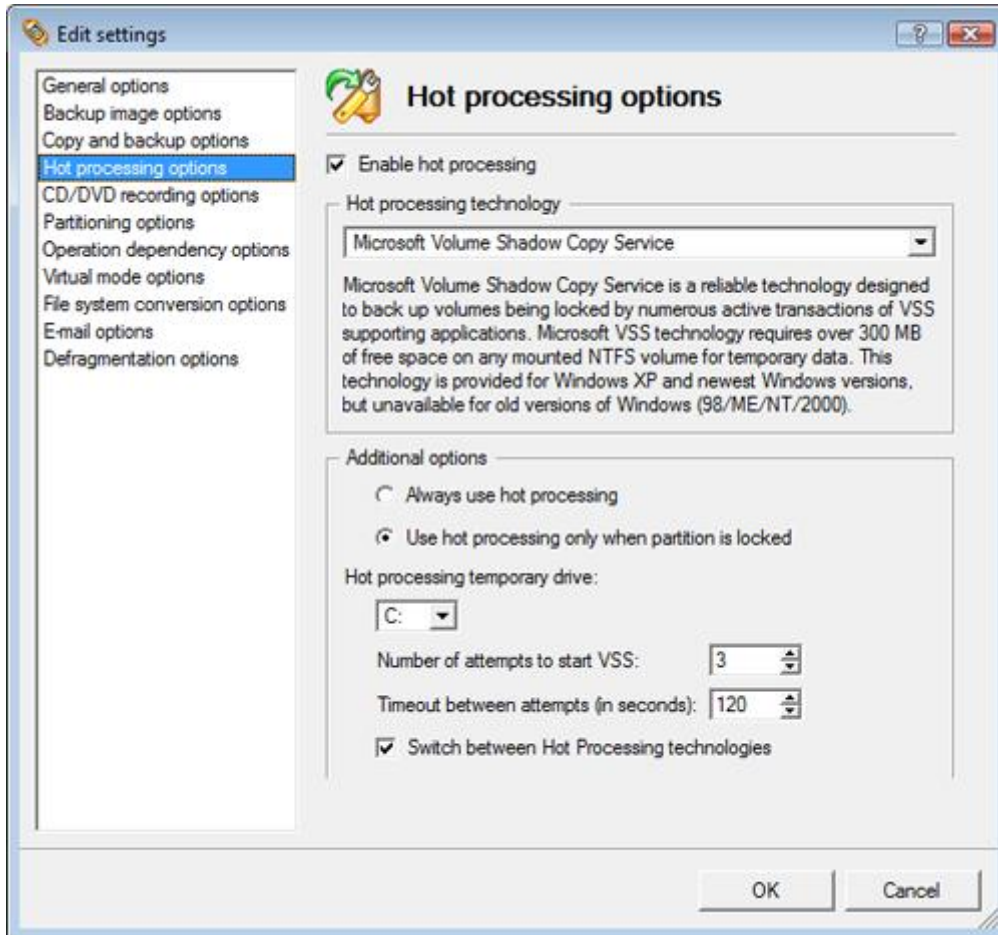 Edit settings
General options
Backup image options
Copy and backup options
Hot processing options
CD/DVD recording options
Partitioning options
Operation dependency options
Virtual mode options
File system conversion options
E-mail options
Defragmentation options
Hot processing options
Enable hot processing
Hot processing technology
Microsoft Volume Shadow Copy Service
Microsoft Volume Shadow Copy Service is a reliable technology designed
to back up volumes being locked by numerous active transactions of VSS
supporting applications. Microsoft VSS technology requires over 300 MB
of free space on any mounted NTFS volume for temporary data. This
technology is provided for Windows XP and newest Windows versions,
but unavailable for old versions of Windows (98/ME/NT/2000).
Additional options
Always use hot processing
Use hot processing only when partition is locked
Hot processing temporary drive:
C:
Number of attempts to start VSS: 3
Timeout between attempts (in seconds): 120
Switch between Hot Processing technologies
OK Cancel